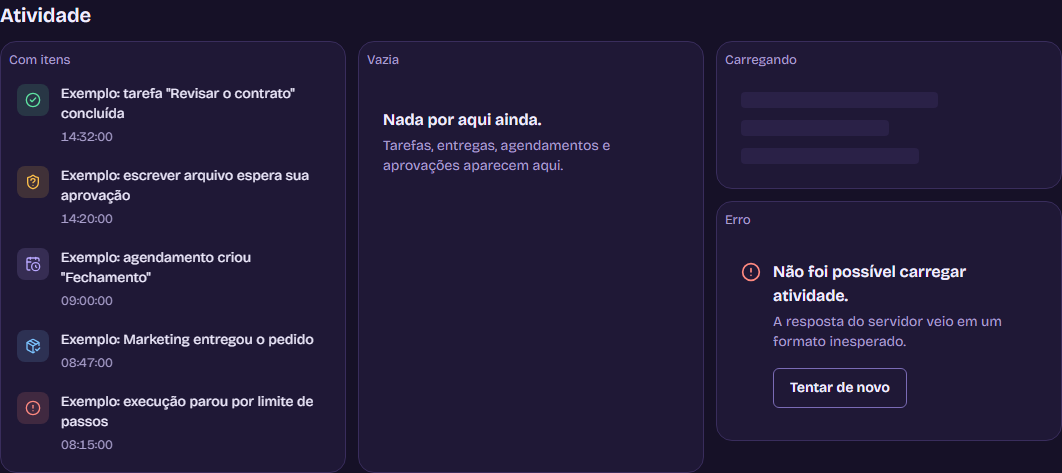 Atividade
Com itens
Exemplo: tarefa "Revisar o contrato"
concluída
14:32:00
Exemplo: escrever arquivo espera sua
aprovação
14:20:00
Exemplo: agendamento criou
"Fechamento"
09:00:00
Exemplo: Marketing entregou o pedido
08:47:00
Exemplo: execução parou por limite de
passos
08:15:00
Vazia
Nada por aqui ainda.
Tarefas, entregas, agendamentos e
aprovações aparecem aqui.
Carregando
Erro
Não foi possível carregar
atividade.
A resposta do servidor veio em um
formato inesperado.
Tentar de novo